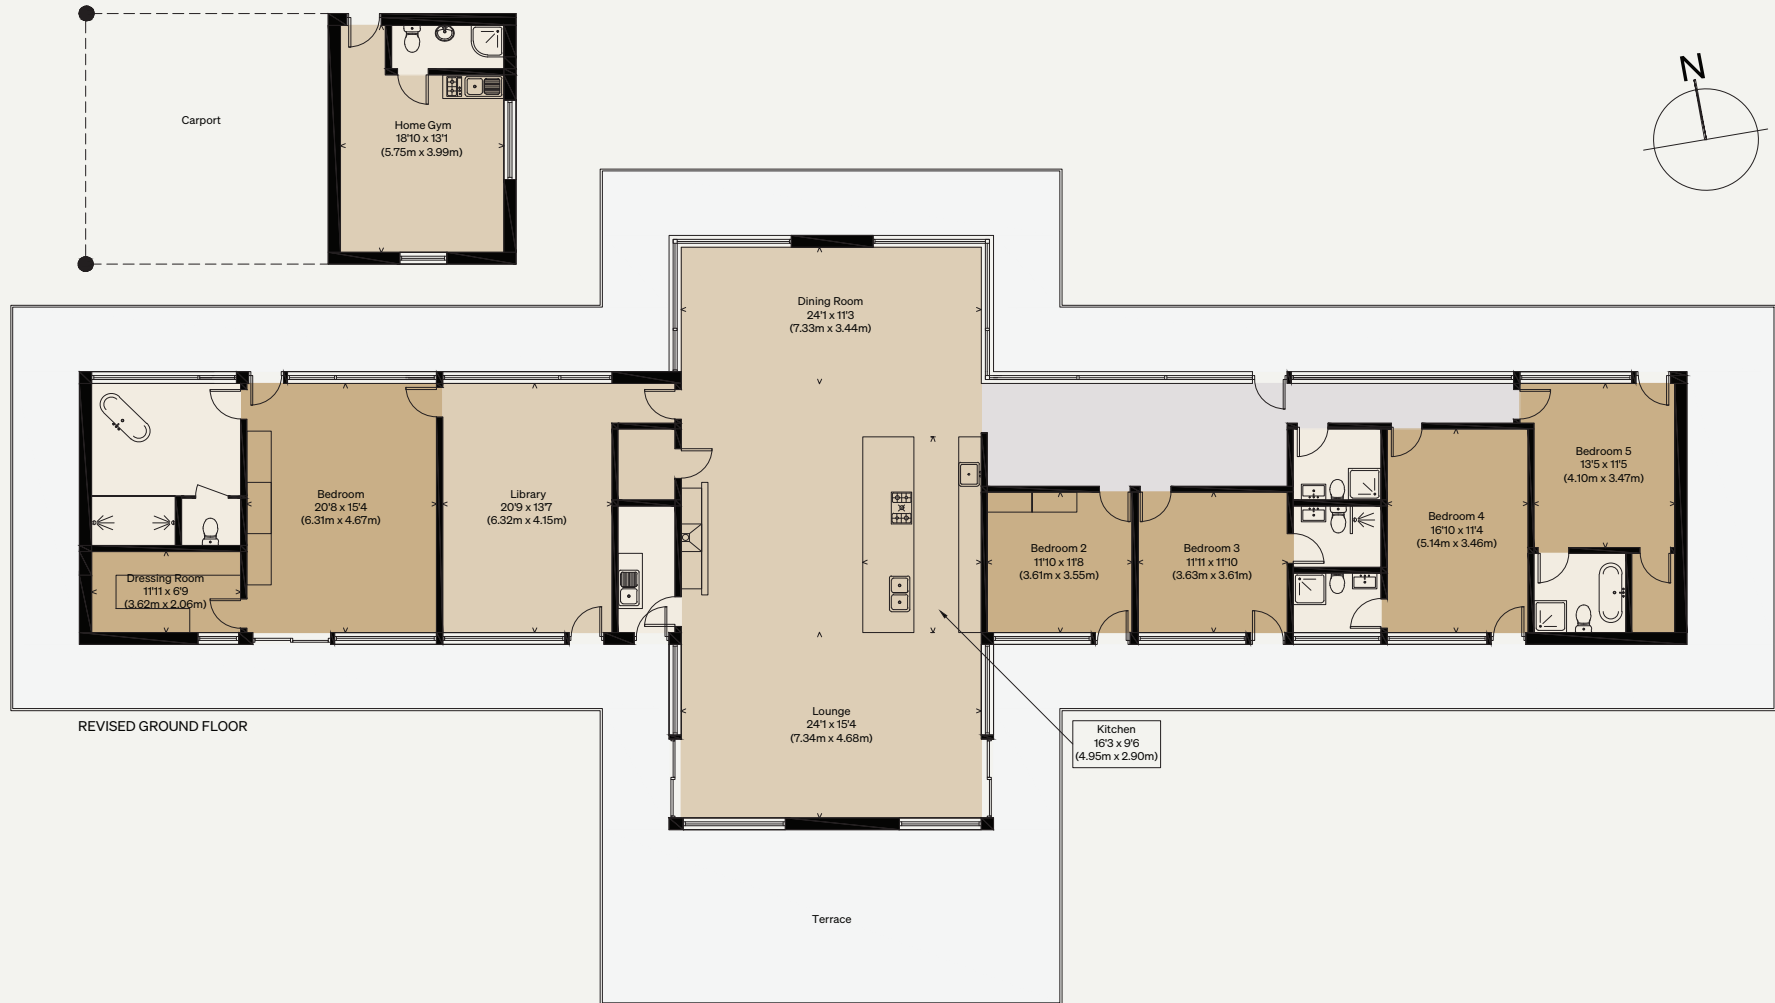 N
Carport
Home Gym
18'10 x 13'1
(5.75m x 3.99m)
Dining Room
24'1 x 11'3
(7.33m x 3.44m)
Bedroom
20'8 x 15'4
(6.31m x 4.67m)
Library
20'9 x 13'7
(6.32m x 4.15m)
Dressing Room
11'11 x 6'9
(3.62m x 2.06m)
Bedroom 2
11'10 x 11'8
(3.61m x 3.55m)
Bedroom 3
11'11 x 11'10
(3.63m x 3.61m)
Bedroom 4
16'10 x 11'4
(5.14m x 3.46m)
Bedroom 5
13'5 x 11'5
(4.10m x 3.47m)
Lounge
24'1 x 15'4
(7.34m x 4.68m)
Kitchen
16'3 x 9'6
(4.95m x 2.90m)
REVISED GROUND FLOOR
Terrace